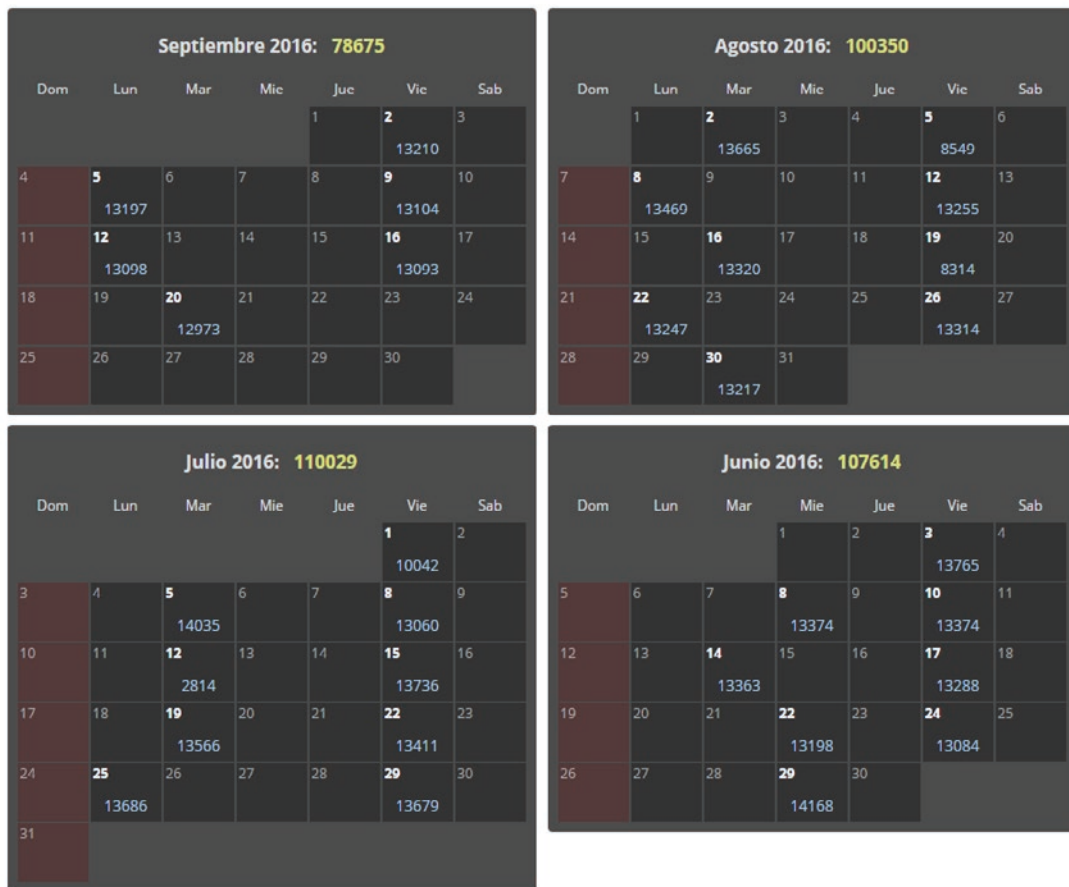 Septiembre 2016: 78675
Dom Lun Mar Mie Jue Vie Sab
1 2 3
13210
4 5 6 7 8 9 10
13197 13104
11 12 13 14 15 16 17
13098 13093
18 19 20 21 22 23 24
12973
25 26 27 28 29 30
Agosto 2016: 100350
Dom Lun Mar Mie Jue Vie Sab
1 2 3 4 5 6
13665 8549
7 8 9 10 11 12 13
13469 13255
14 15 16 17 18 19 20
13320 8314
21 22 23 24 25 26 27
13247 13314
28 29 30 31
13217
Julio 2016: 110029
Dom Lun Mar Mie Jue Vie Sab
1 2
10042
3 4 5 6 7 8 9
14035 13060
10 11 12 13 14 15 16
2814 13736
17 18 19 20 21 22 23
13566 13411
24 25 26 27 28 29 30
13686 13679
31
Junio 2016: 107614
Dom Lun Mar Mie Jue Vie Sab
1 2 3 4
13765
5 6 7 8 9 10 11
13374 13374
12 13 14 15 16 17 18
13363 13288
19 20 21 22 23 24 25
13198 13084
26 27 28 29 30
14168